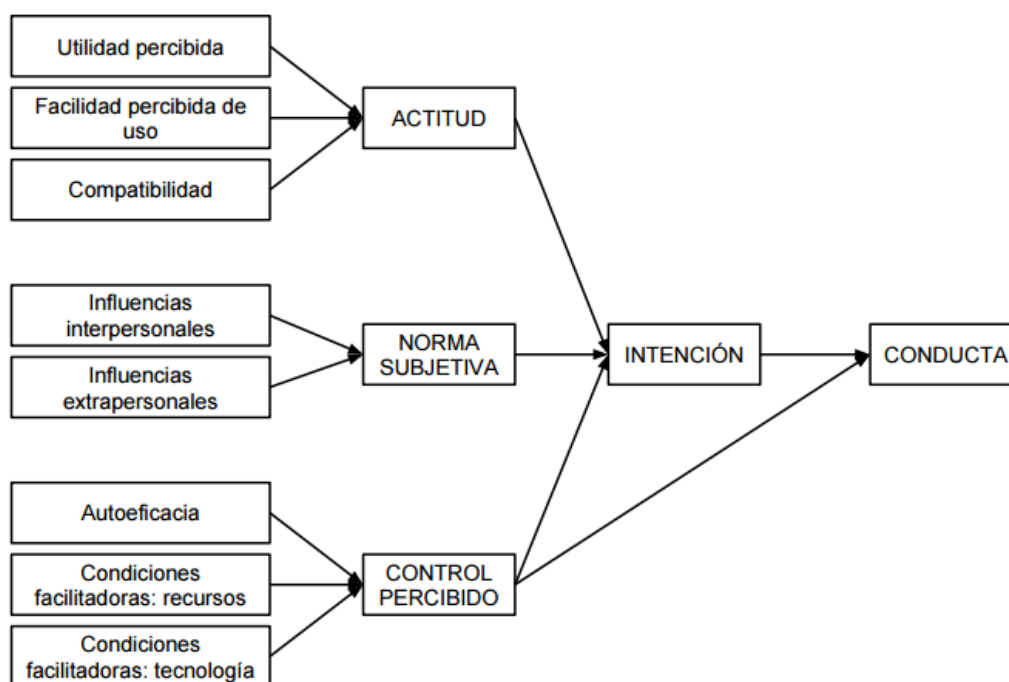 Utilidad percibida
Facilidad percibida de
uso
Compatibilidad
ACTITUD
Influencias
interpersonales
Influencias
extrapersonales
NORMA
SUBJETIVA
INTENCIÓN
CONDUCTA
Autoeficacia
Condiciones
facilitadoras: recursos
Condiciones
facilitadoras: tecnología
CONTROL
PERCIBIDO